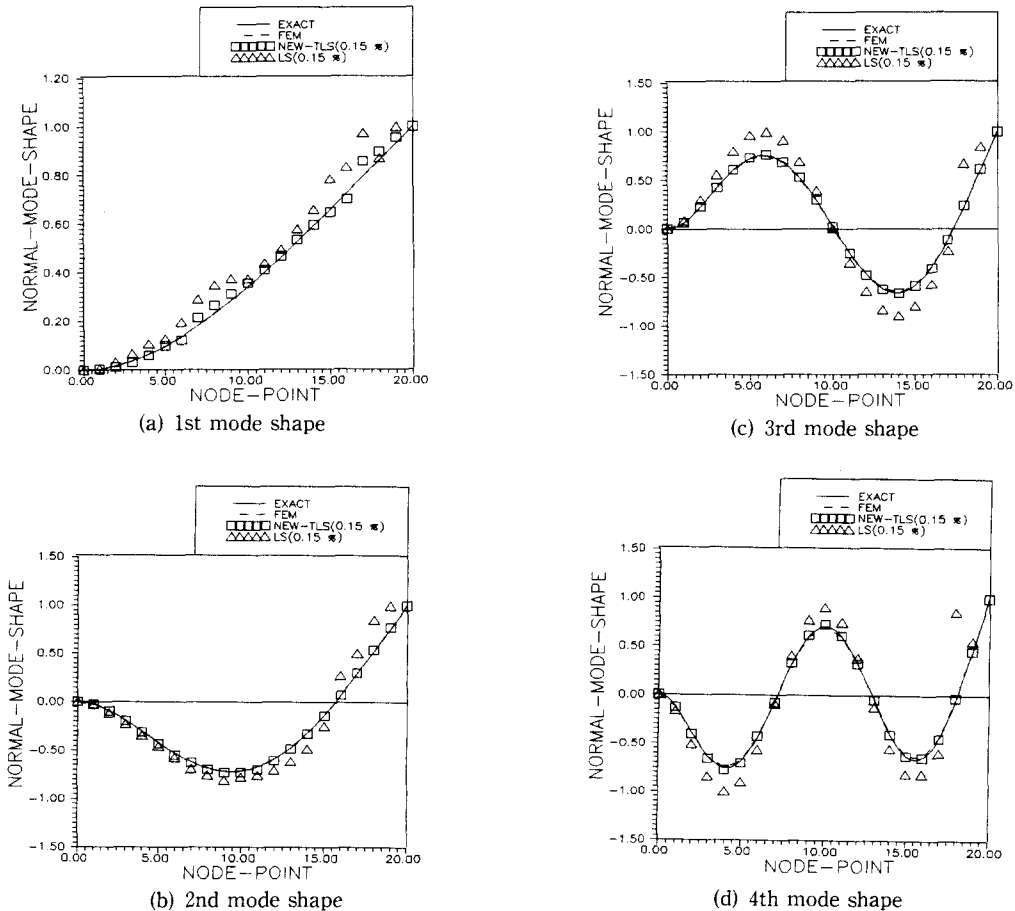 EXACT
FEM
NEW-TLS(0.15 %)
LS(0.15 %)
NORMAL-MODE-SHAPE
1.20
1.00
0.80
0.60
0.40
0.20
0.00
0.00 5.00 10.00 15.00 20.00
NODE-POINT
(a) 1st mode shape
EXACT
FEM
NEW-TLS(0.15 %)
LS(0.15 %)
NORMAL-MODE-SHAPE
1.50
1.00
0.50
0.00
-0.50
-1.00
-1.50
0.00 5.00 10.00 15.00 20.00
NODE-POINT
(c) 3rd mode shape
EXACT
FEM
NEW-TLS(0.15 %)
LS(0.15 %)
NORMAL-MODE-SHAPE
1.50
1.00
0.50
0.00
-0.50
-1.00
-1.50
0.00 5.00 10.00 15.00 20.00
NODE-POINT
(b) 2nd mode shape
EXACT
FEM
NEW-TLS(0.15 %)
LS(0.15 %)
NORMAL-MODE-SHAPE
1.50
1.00
0.50
0.00
-0.50
-1.00
-1.50
0.00 5.00 10.00 15.00 20.00
NODE-POINT
(d) 4th mode shape